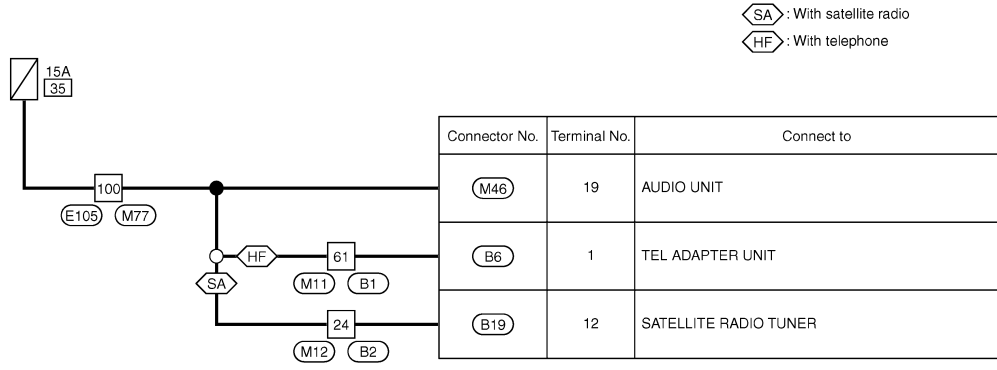 SA : With satellite radio
HF : With telephone
15A
35
Connector No. Terminal No. Connect to
100
E105 M77
M46 19 AUDIO UNIT
HF 61
B6 1 TEL ADAPTER UNIT
SA
M11 B1
24
B19 12 SATELLITE RADIO TUNER
M12 B2